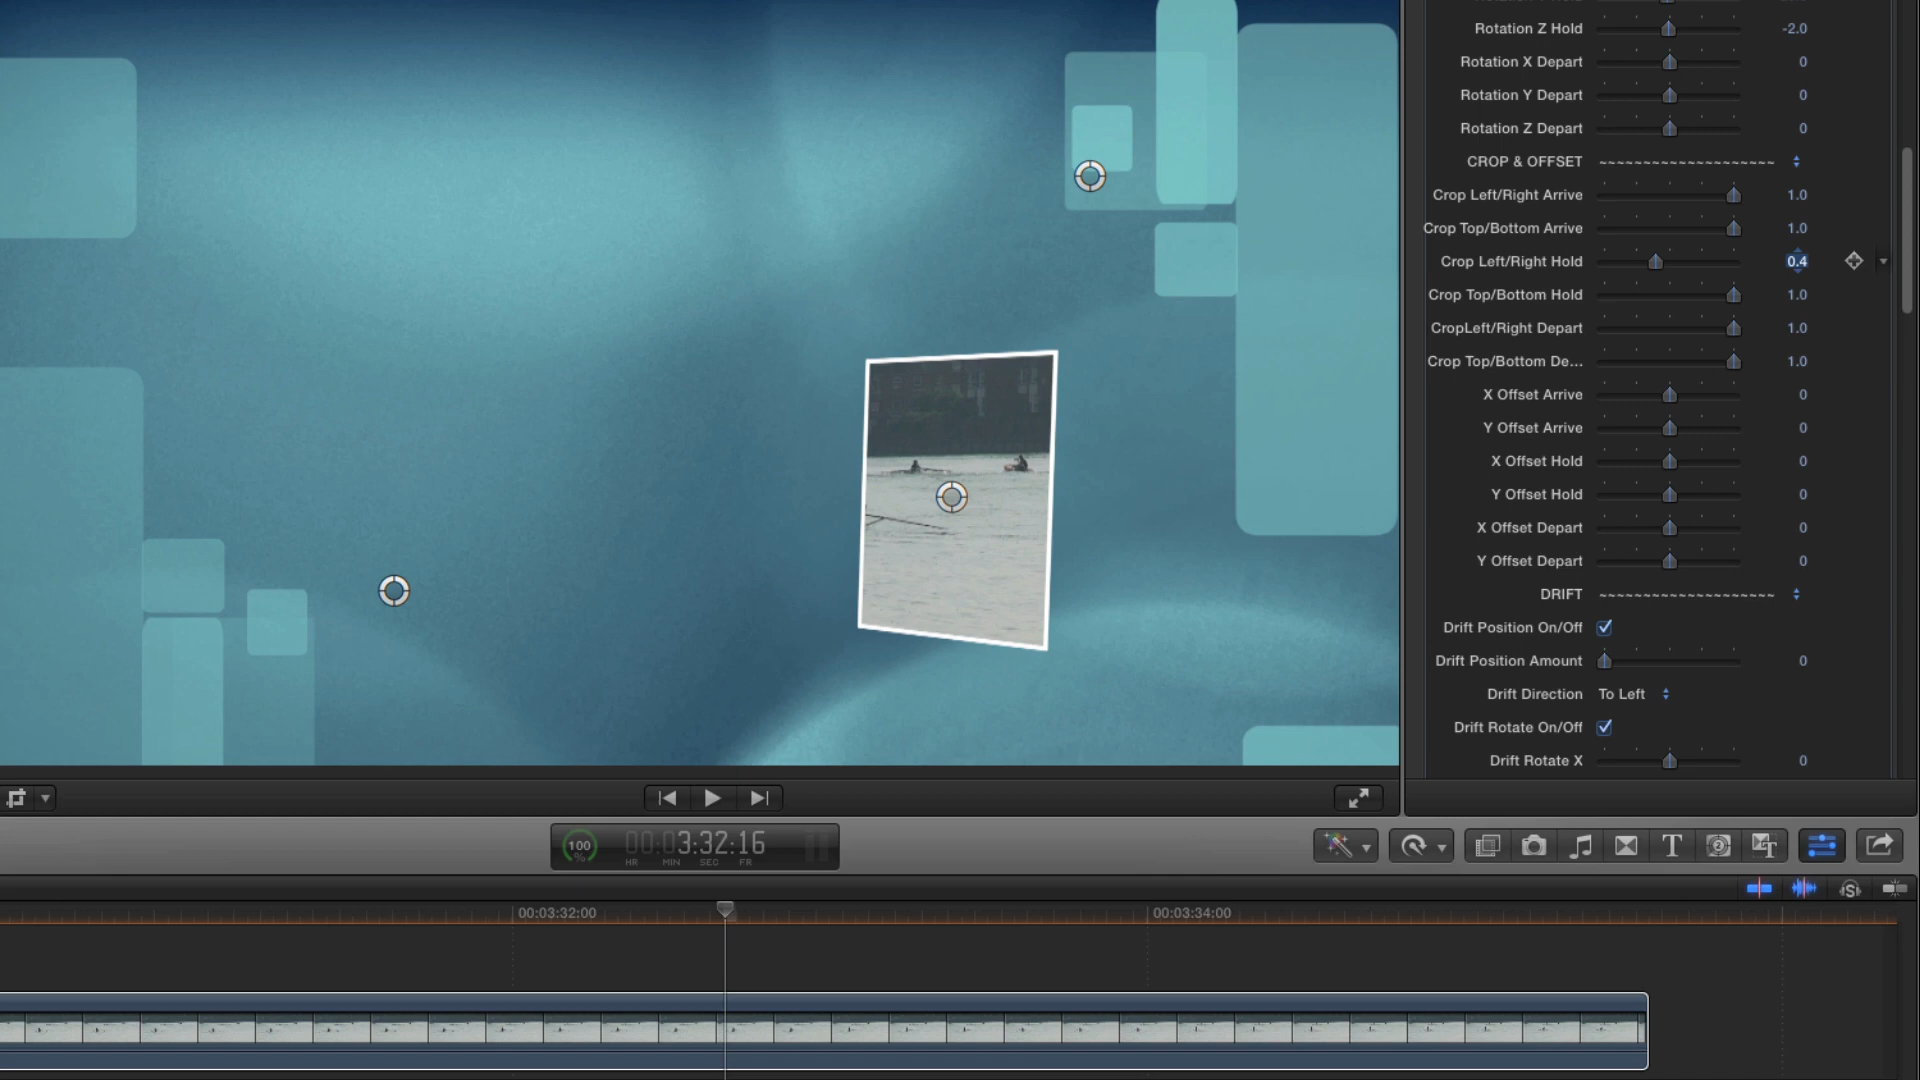 Rotation Z Hold -2.0
Rotation X Depart 0
Rotation Y Depart 0
Rotation Z Depart 0
CROP & OFFSET ~~~~~~~~~~~~~~~~~~~~
Crop Left/Right Arrive 1.0
Crop Top/Bottom Arrive 1.0
Crop Left/Right Hold 0.4
Crop Top/Bottom Hold 1.0
CropLeft/Right Depart 1.0
Crop Top/Bottom De... 1.0
X Offset Arrive 0
Y Offset Arrive 0
X Offset Hold 0
Y Offset Hold 0
X Offset Depart 0
Y Offset Depart 0
DRIFT ~~~~~~~~~~~~~~~~~~~~
Drift Position On/Off
Drift Position Amount 0
Drift Direction To Left
Drift Rotate On/Off
Drift Rotate X 0
100 % 00:03:32:16
HR MIN SEC FR
T 2 T
S
00:03:32:00 00:03:34:00